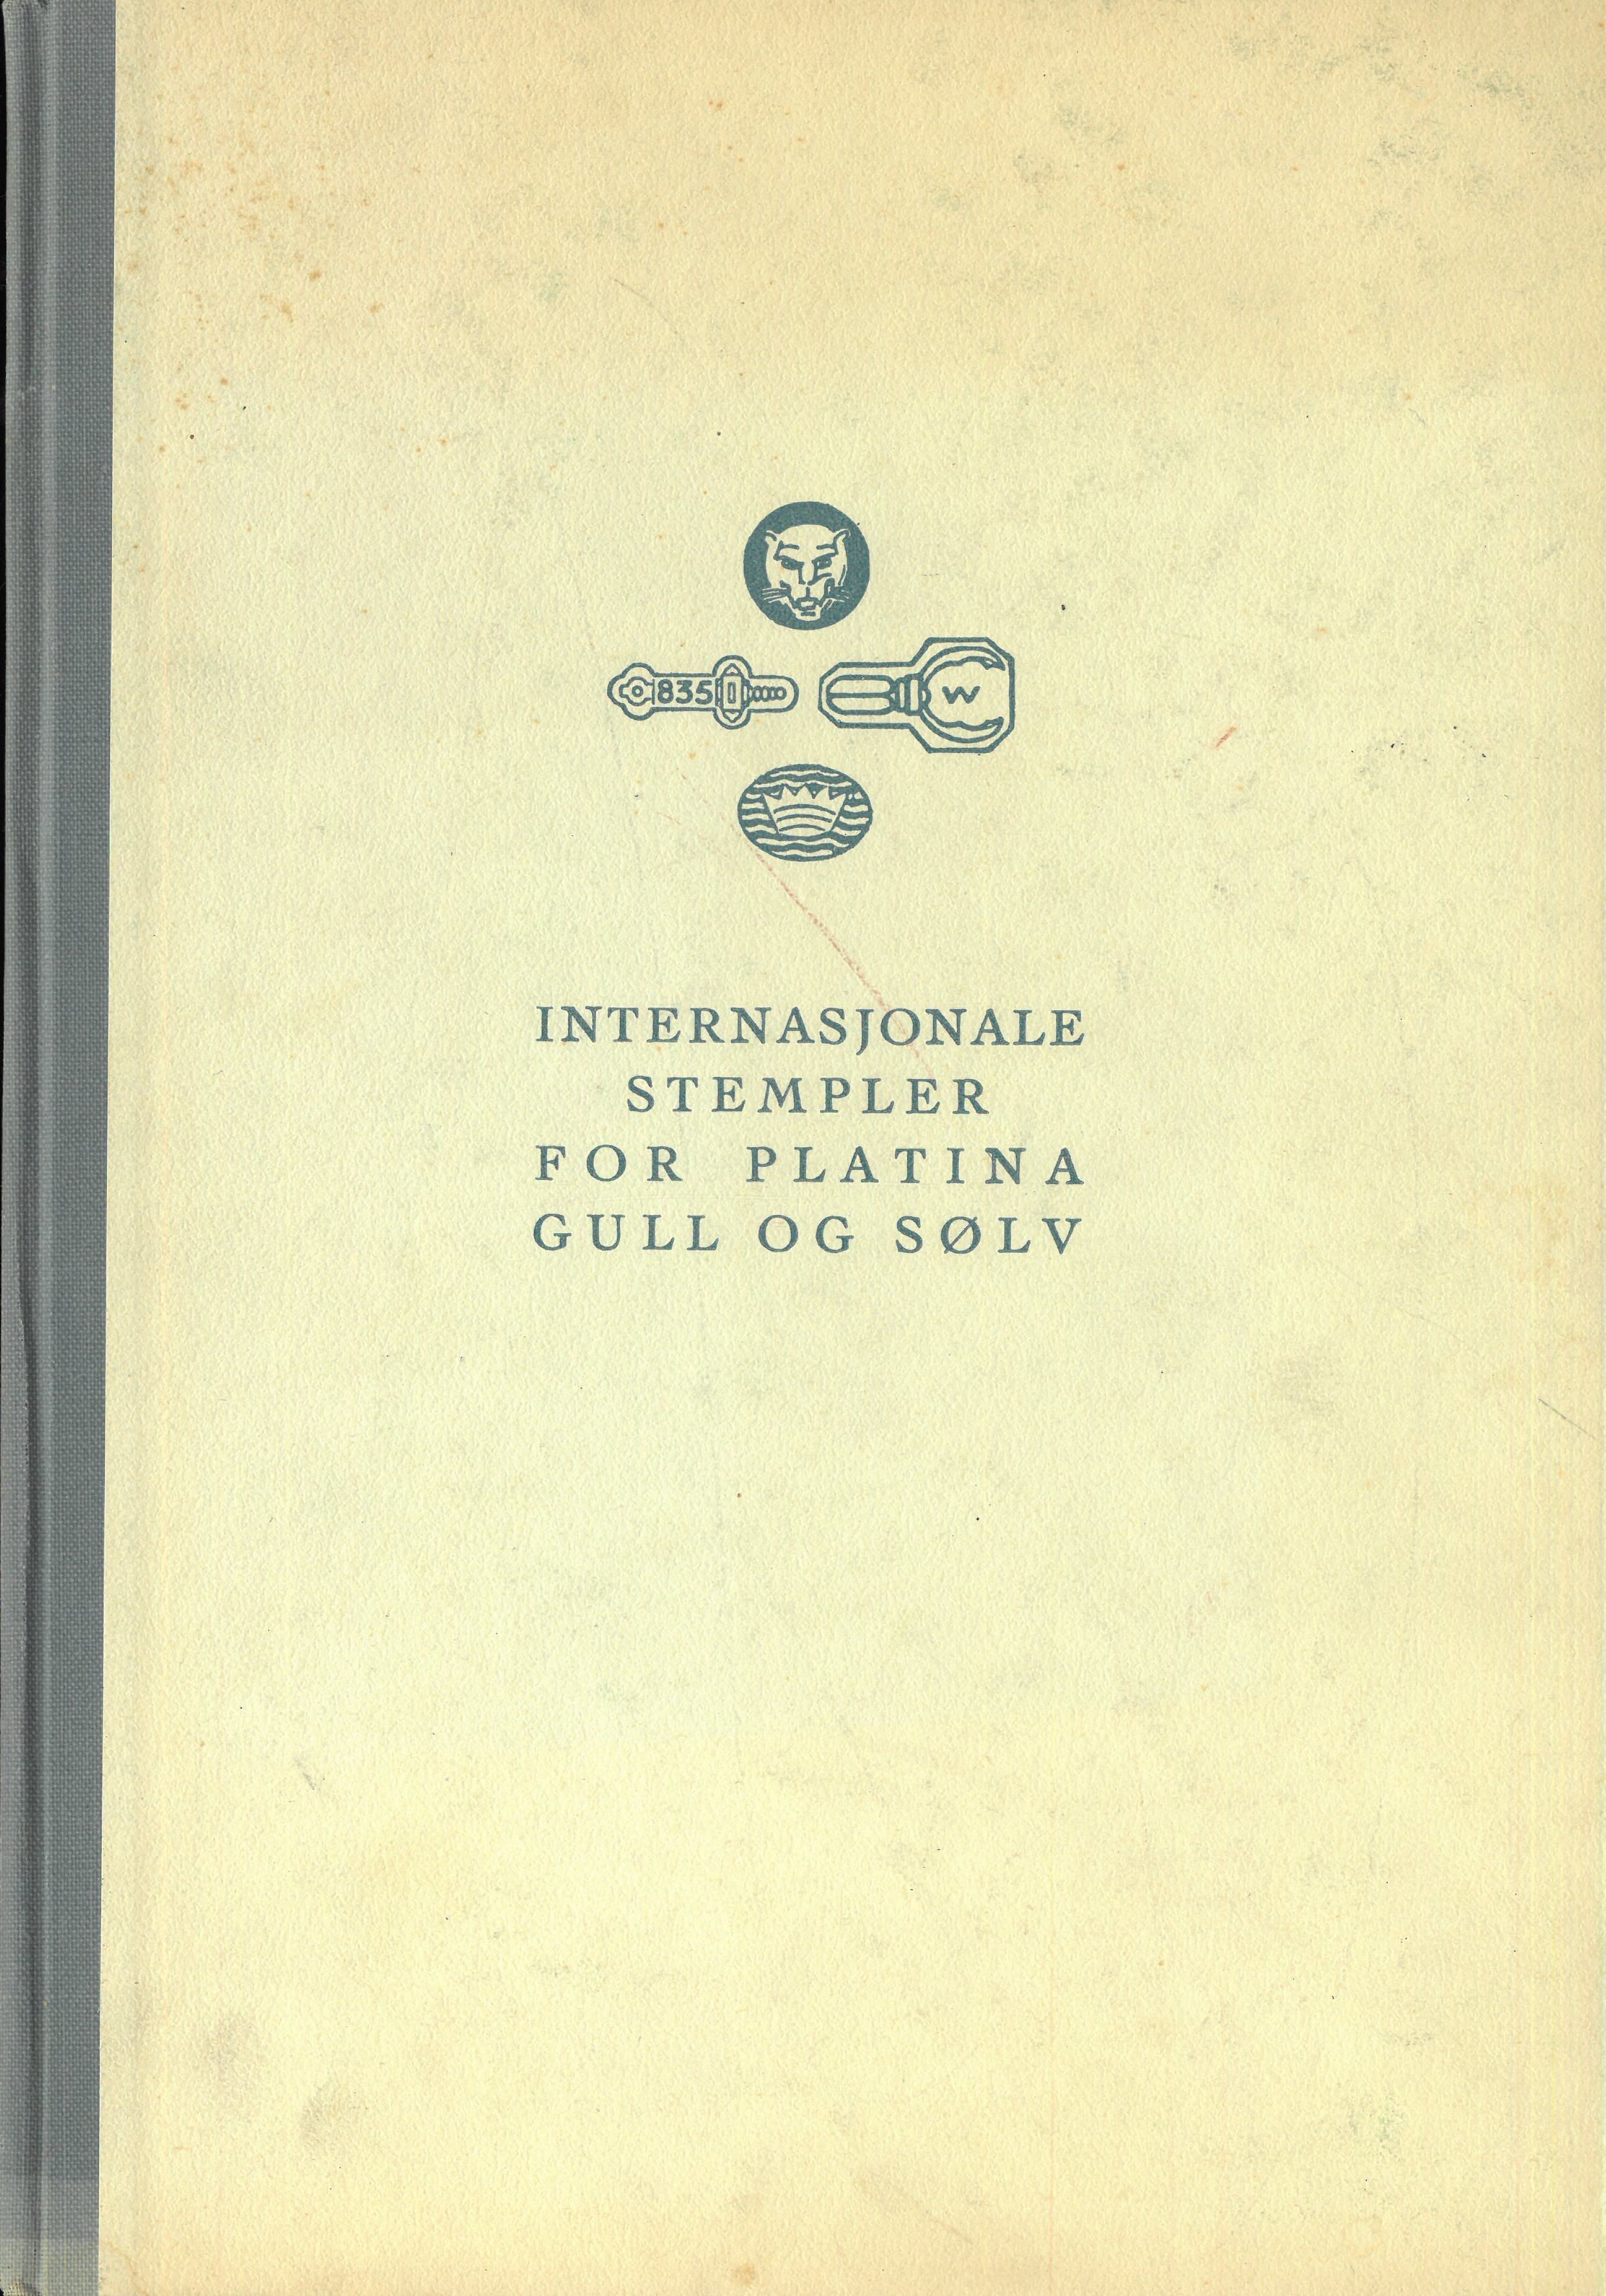 835
W
INTERNASJONALE
STEMPLER
FOR PLATINA
GULL OG SØLV